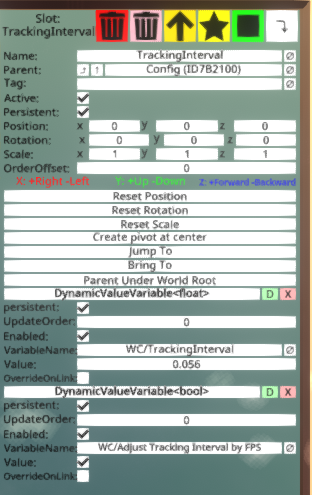 Slot:
TrackingInterval
Name: TrackingInterval Ø
Parent: Config (ID7B2100) Ø
Tag: Ø
Active:
Persistent:
Position: x 0 y 0 z 0
Rotation: x 0 y 0 z 0
Scale: x 1 y 1 z 1
OrderOffset: 0
X: +Right -Left Y: +Up -Down Z: +Forward -Backward
Reset Position
Reset Rotation
Reset Scale
Create pivot at center
Jump To
Bring To
Parent Under World Root
DynamicValueVariable<float> D X
persistent:
UpdateOrder: 0
Enabled:
VariableName: WC/TrackingInterval Ø
Value: 0.056
OverrideOnLink:
DynamicValueVariable<bool> D X
persistent:
UpdateOrder: 0
Enabled:
VariableName: WC/Adjust Tracking Interval by FPS Ø
Value:
OverrideOnLink: